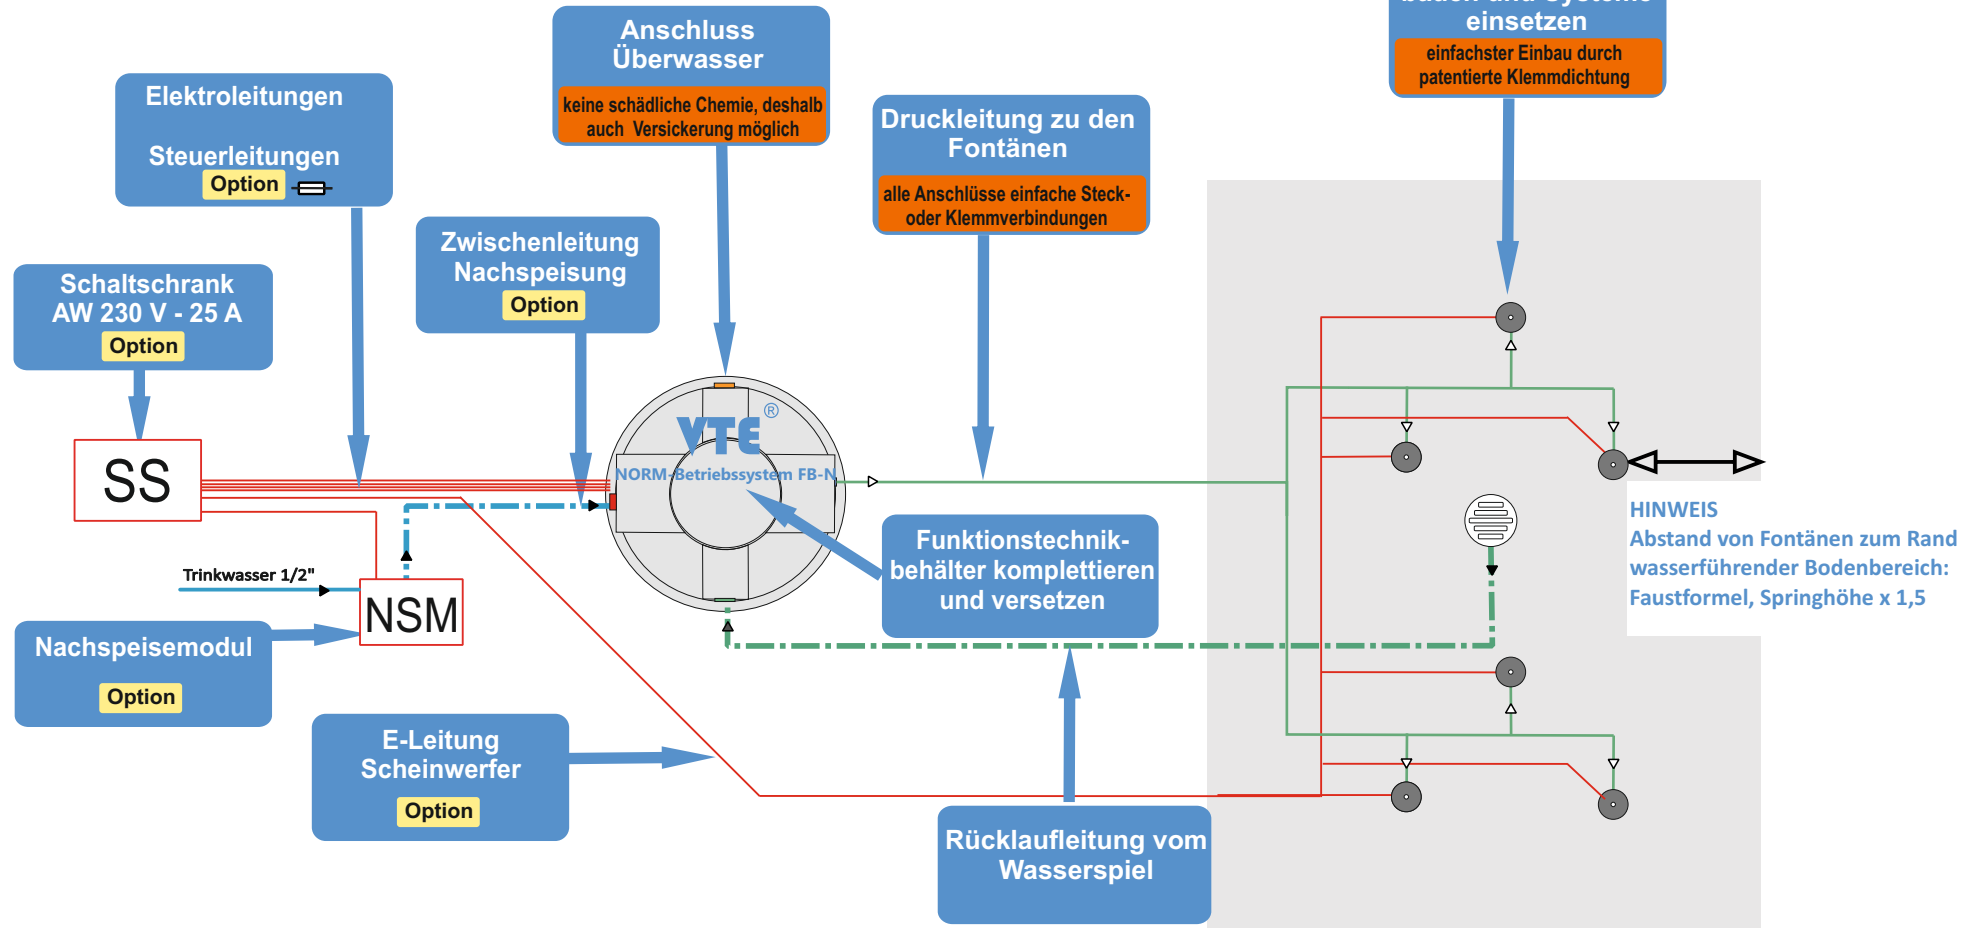 Anschluss
Überwasser
keine schädliche Chemie, deshalb
auch Versickerung möglich
einsetzen
einfachster Einbau durch
patentierte Klemmdichtung
Elektroleitungen
Steuerleitungen
Option
Druckleitung zu den
Fontänen
alle Anschlüsse einfache Steck-
oder Klemmverbindungen
Zwischenleitung
Nachspeisung
Option
Schaltschrank
AW 230 V - 25 A
Option
VTE ®
NORM-Betriebssystem FB-N
SS
HINWEIS
Abstand von Fontänen zum Rand
wasserführender Bodenbereich:
Faustformel, Springhöhe x 1,5
Funktionstechnik-
behälter komplettieren
und versetzen
Trinkwasser 1/2"
NSM
Nachspeisemodul
Option
E-Leitung
Scheinwerfer
Option
Rücklaufleitung vom
Wasserspiel